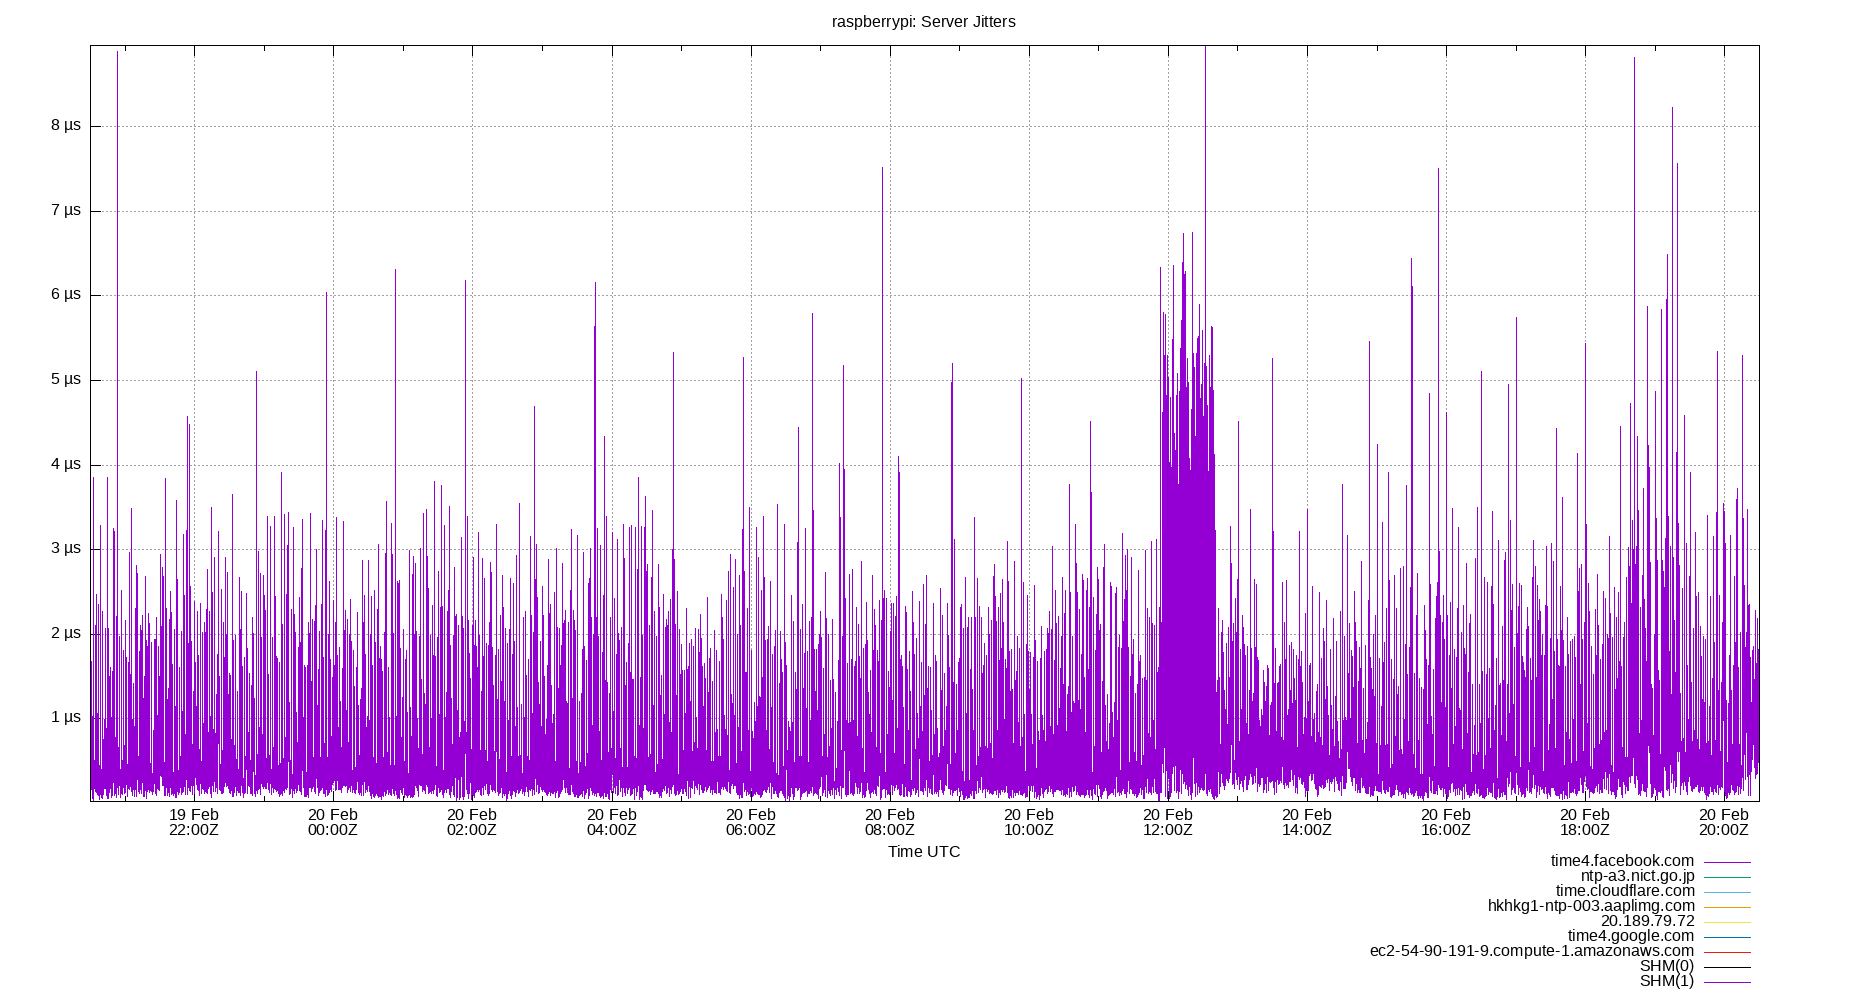 raspberrypi: Server Jitters
8 µs
7 µs
6 µs
5 µs
4 µs
3 µs
2 µs
1 µs
19 Feb 20 Feb 20 Feb 20 Feb 20 Feb 20 Feb 20 Feb 20 Feb 20 Feb 20 Feb 20 Feb 20 Feb
22:00Z 00:00Z 02:00Z 04:00Z 06:00Z 08:00Z 10:00Z 12:00Z 14:00Z 16:00Z 18:00Z 20:00Z
Time UTC
time4.facebook.com
ntp-a3.nict.go.jp
time.cloudflare.com
hkhkg1-ntp-003.aaplimg.com
20.189.79.72
time4.google.com
ec2-54-90-191-9.compute-1.amazonaws.com
SHM(0)
SHM(1)